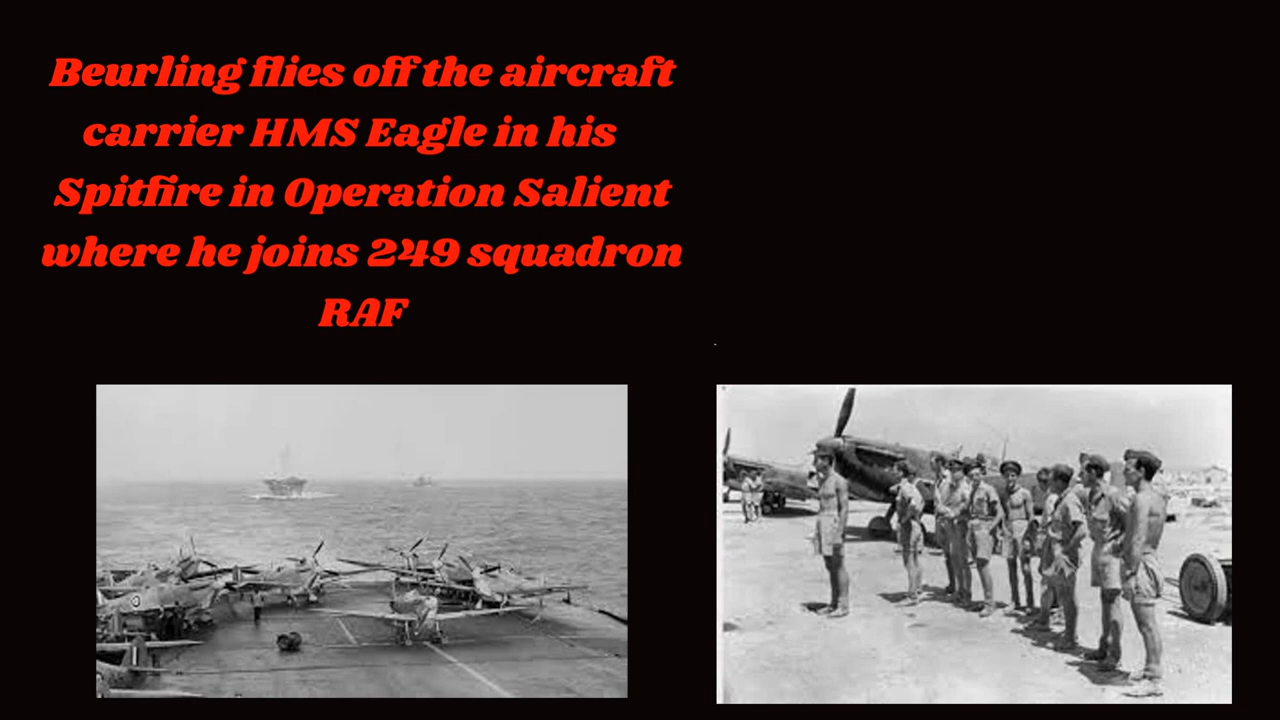 Beurling flies off the aircraft
carrier HMS Eagle in his
Spitfire in Operation Salient
where he joins 249 squadron
RAF